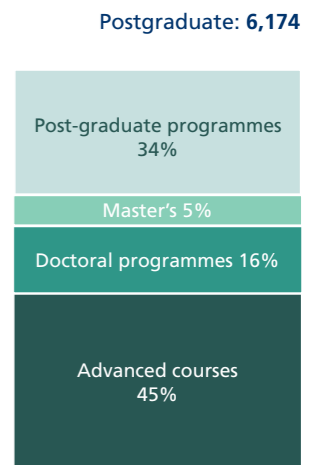 Postgraduate: 6,174
Post-graduate programmes
34%
Master's 5%
Doctoral programmes 16%
Advanced courses
45%